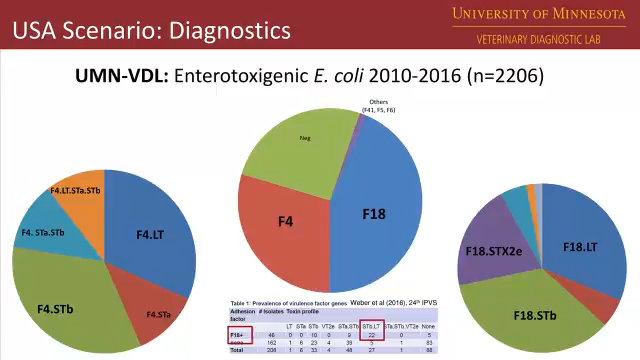 USA Scenario: Diagnostics
UNIVERSITY OF MINNESOTA
VETERINARY DIAGNOSTIC LAB
UMN-VDL: Enterotoxigenic E. coli 2010-2016 (n=2206)
Others
(F41, F5, F6)
Neg
F4
F18
F4.LT.STa.STb
F4. STa.STb
F4.LT
F4.STb
F4.STa
F18.STX2e
F18.LT
F18.STb
Table 1: Prevalence of virulence factor genes Weber et al (2016), 24th IPVS
Adhesion # Isolates Toxin profile
factor
LT STa STb VT2e STa.STb STb.LT STa.STb STb.VT2e None
F18+ 46 0 0 10 0 9 22 0 0 5
none 162 1 6 23 4 39 5 1 83
Total 208 1 6 33 4 48 27 1 88